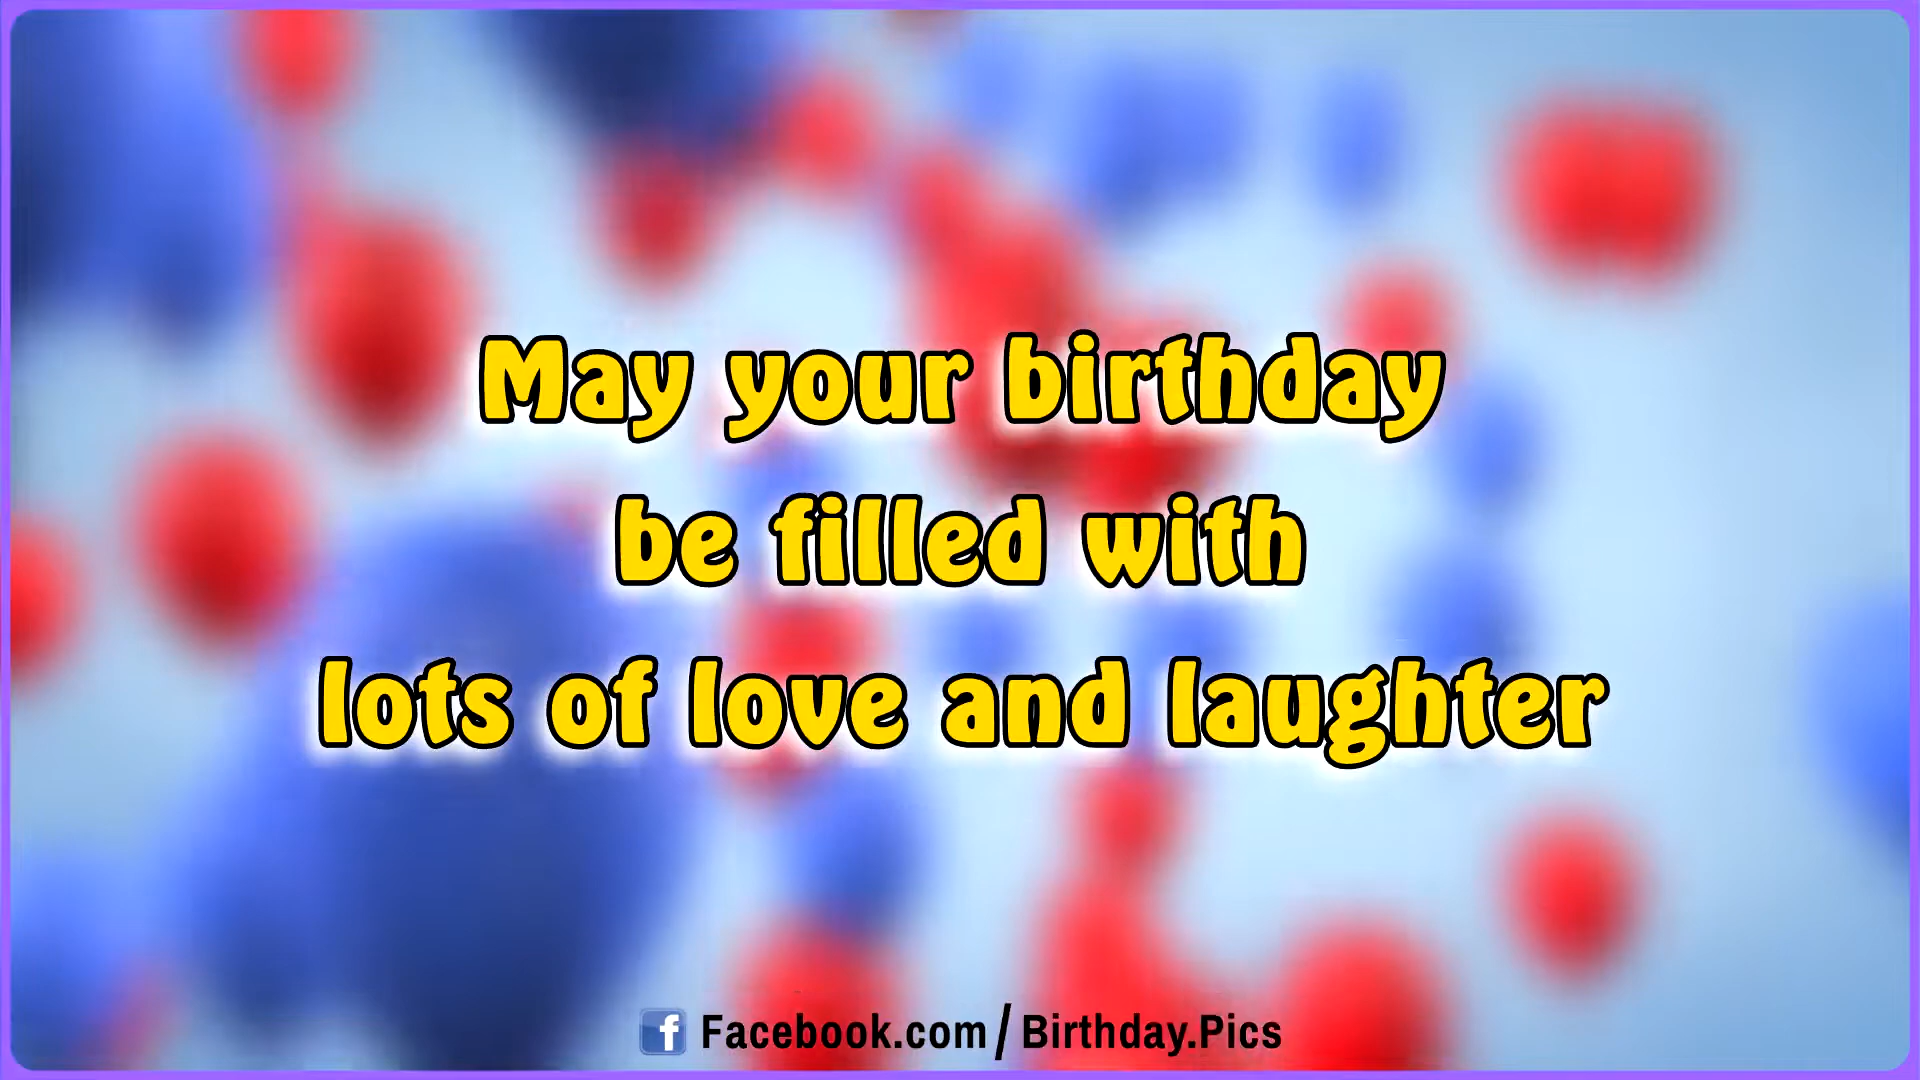 May your birthday
be filled with
lots of love and laughter
f Facebook.com/Birthday.Pics